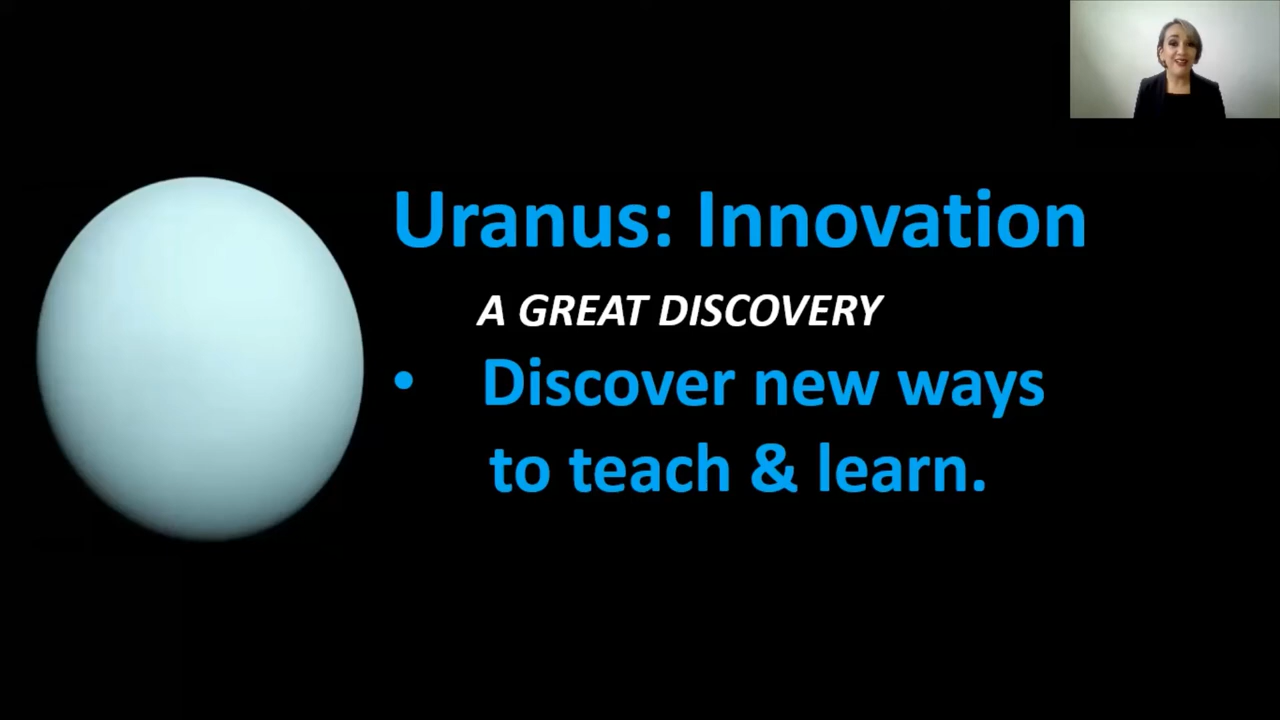 Uranus: Innovation
A GREAT DISCOVERY
• Discover new ways
to teach & learn.